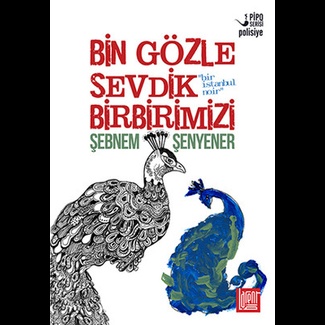 PİPO
SERİSİ
polisiye
BİN GÖZLE
SEVDİK
"bir
istanbul
noir"
BİRBİRİMİZİ
ŞEBNEM ŞENYENER